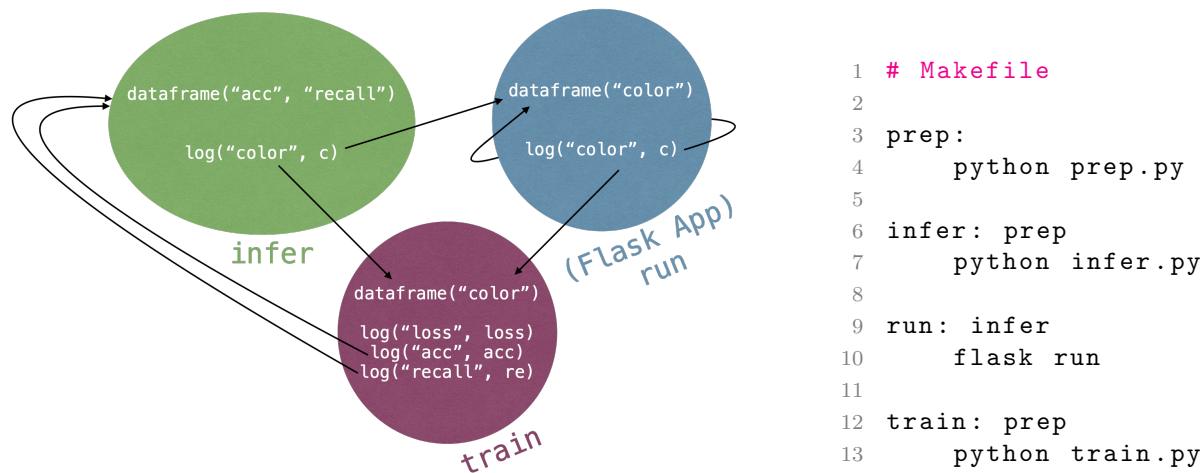 dataframe(“acc”, “recall”)
log(“color”, c)
infer
dataframe(“color”)
log(“color”, c)
(Flask App)
run
dataframe(“color”)
log(“loss”, loss)
log(“acc”, acc)
log(“recall”, re)
train
1 # Makefile
2
3 prep:
4     python prep.py
5
6 infer: prep
7     python infer.py
8
9 run: infer
10     flask run
11
12 train: prep
13     python train.py